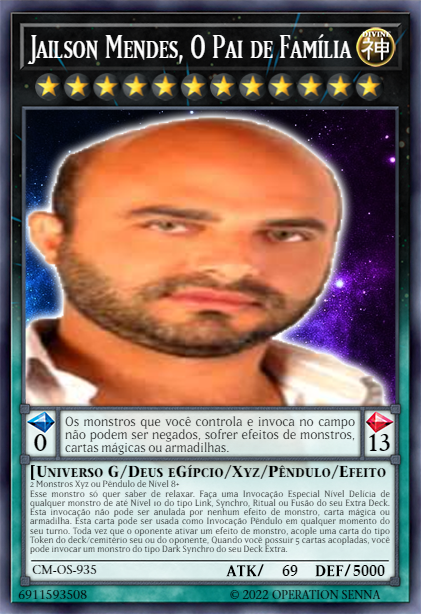 Jailson Mendes, O Pai de Família
DIVINE
神
Os monstros que você controla e invoca no campo
não podem ser negados, sofrer efeitos de monstros,
cartas mágicas ou armadilhas.
0
13
[Universo G/Deus eGípcio/Xyz/Pêndulo/Efeito
2 Monstros Xyz ou Pêndulo de Nível 8+
Esse monstro só quer saber de relaxar. Faça uma Invocação Especial Nível Delícia de
qualquer monstro de até Nível 10 do tipo Link, Synchro, Ritual ou Fusão do seu Extra Deck.
Esta invocação não pode ser anulada por nenhum efeito de monstro, carta mágica ou
armadilha. Esta carta pode ser usada como Invocação Pêndulo em qualquer momento do
seu turno. Toda vez que o oponente ativar um efeito de monstro, acople uma carta do tipo
Token do deck/cemitério seu ou do oponente. Quando você possuir 5 cartas acopladas, você
pode invocar um monstro do tipo Dark Synchro do seu Deck Extra.
CM-OS-935
ATK/ 69 DEF/5000
6911593508
© 2022 OPERATION SENNA